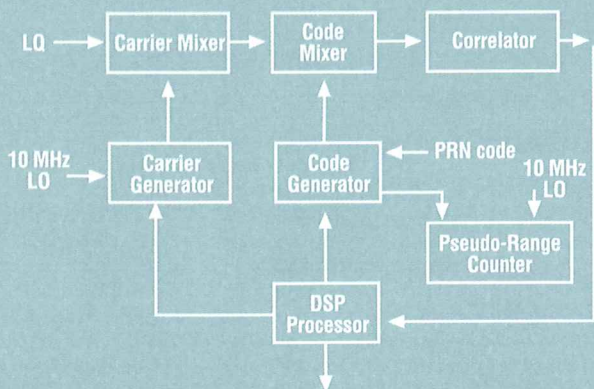 LQ
Carrier Mixer
Code
Mixer
Correlator
10 MHz
LO
Carrier
Generator
Code
Generator
PRN code
10 MHz
LO
Pseudo-Range
Counter
DSP
Processor